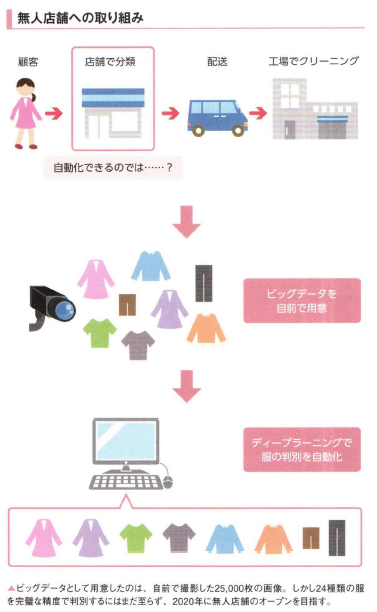 無人店舗への取り組み
顧客
店舗で分類
配送
工場でクリーニング
自動化できるのでは……？
ビッグデータを
自前で用意
ディープラーニングで
服の判別を自動化
▲ビッグデータとして用意したのは、自前で撮影した25,000枚の画像。しかし24種類の服
を完璧な精度で判別するにはまだ至らず、2020年に無人店舗のオープンを目指す。